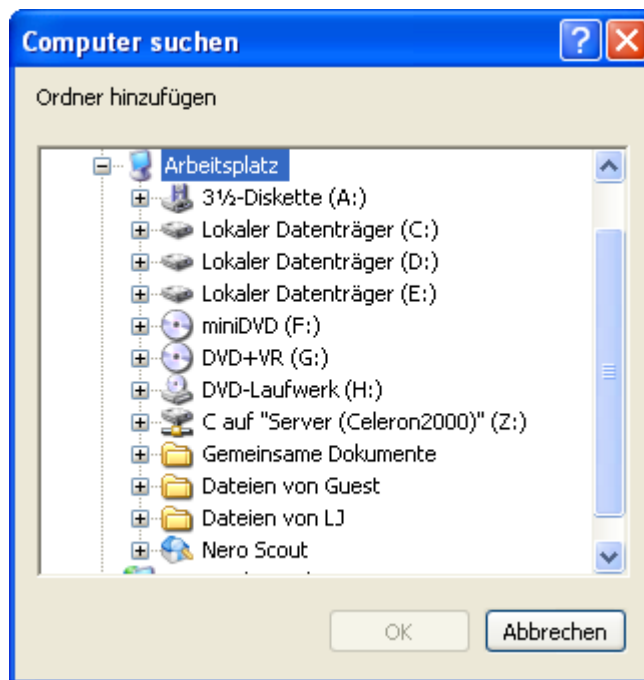 Computer suchen
Ordner hinzufügen
Arbeitsplatz
3½-Diskette (A:)
Lokaler Datenträger (C:)
Lokaler Datenträger (D:)
Lokaler Datenträger (E:)
miniDVD (F:)
DVD+VR (G:)
DVD-Laufwerk (H:)
C auf "Server (Celeron2000)" (Z:)
Gemeinsame Dokumente
Dateien von Guest
Dateien von LJ
Nero Scout
OK
Abbrechen